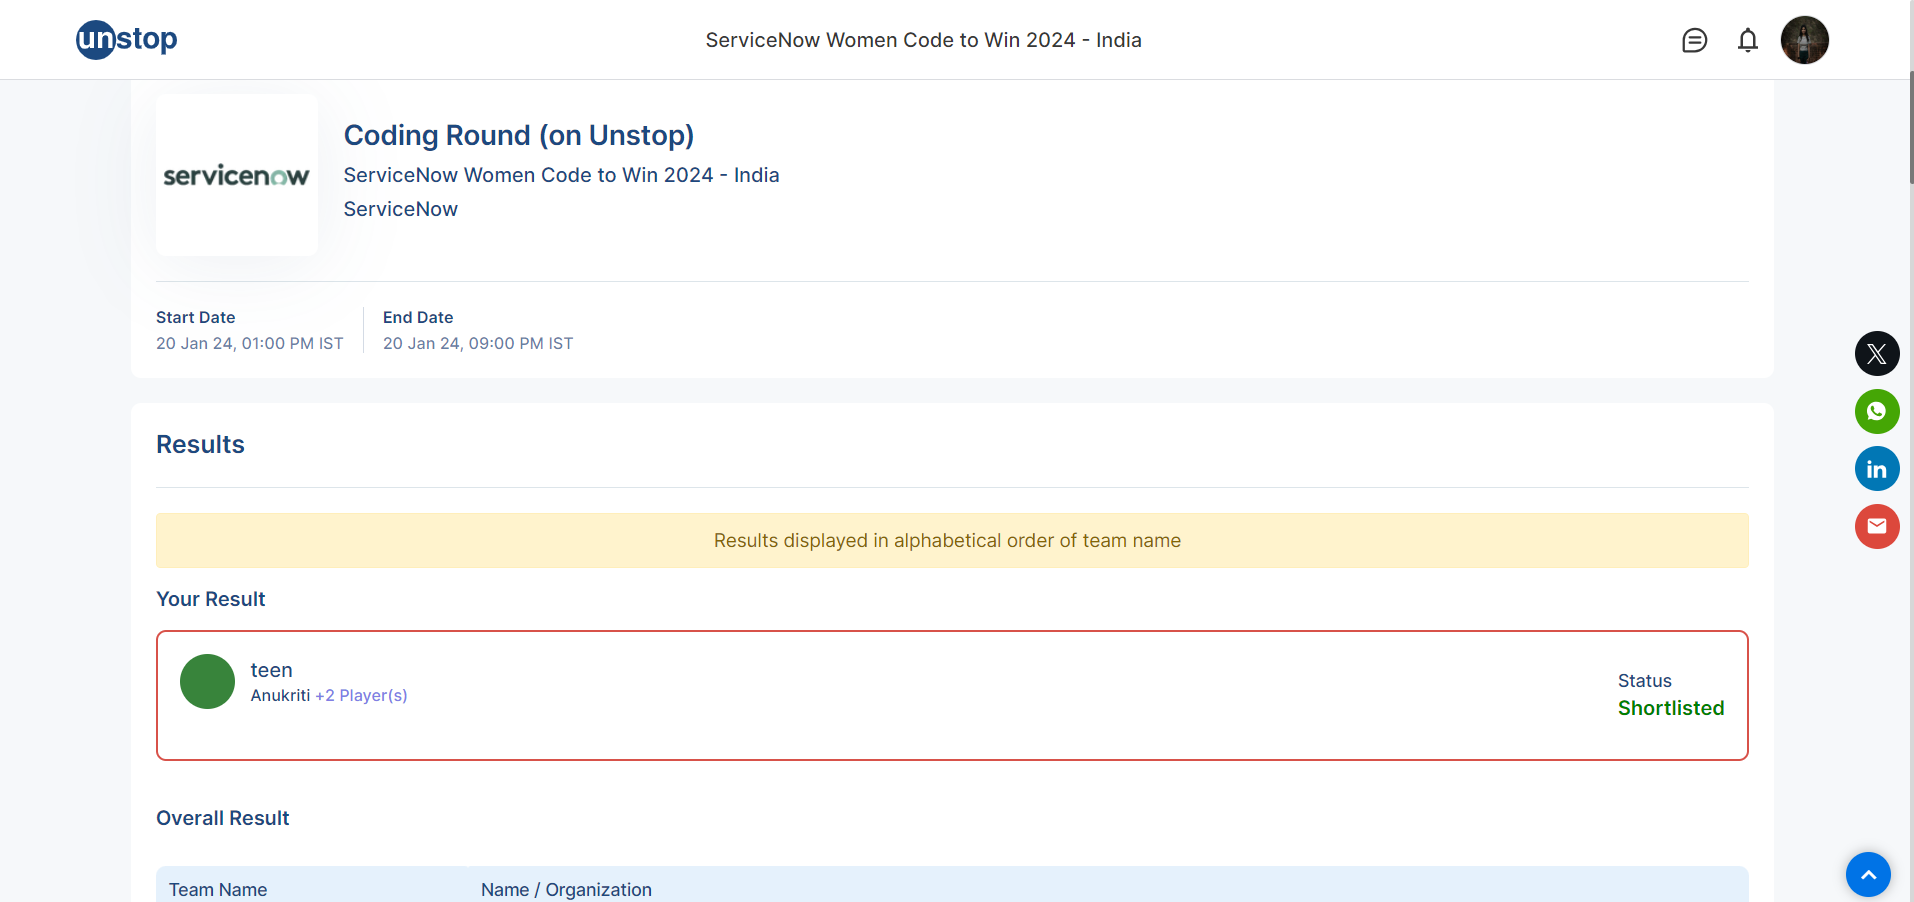 unstop
ServiceNow Women Code to Win 2024 - India
servicenow
Coding Round (on Unstop)
ServiceNow Women Code to Win 2024 - India
ServiceNow
Start Date
20 Jan 24, 01:00 PM IST
End Date
20 Jan 24, 09:00 PM IST
Results
Results displayed in alphabetical order of team name
Your Result
teen
Anukriti +2 Player(s)
Status
Shortlisted
Overall Result
Team Name
Name / Organization